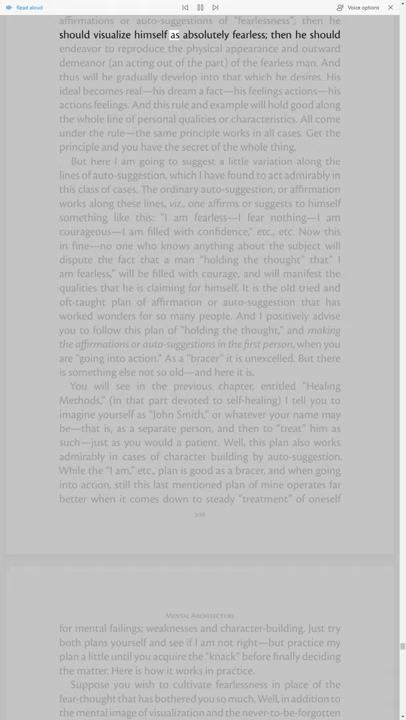 Read aloud
Voice options
affirmations or auto-suggestions of "fearlessness; then he
should visualize himself as absolutely fearless; then he should
endeavor to reproduce the physical appearance and outward
demeanor (an acting out of the part) of the fearless man. And
thus will be gradually develop into that which he desires. His
ideal becomes real—his dream a fact—his feelings actions—his
actions feelings. And this rule and example will hold good along
the whole line of personal qualities or characteristics. All come
under the rule—the same principle works in all cases. Get the
principle and you have the secret of the whole thing.
But here I am going to suggest a little variation along the
lines of auto-suggestion, which I have found to act admirably in
this class of cases. The ordinary auto-suggestion, or affirmation
works along these lines, viz., one affirms or suggests to himself
something like this: "I am fearless—I fear nothing—I am
courageous—I am filled with confidence," etc., etc. Now this
in fine—no one who knows anything about the subject will
dispute the fact that a man "holding the thought" that" I
am fearless," will be filled with courage, and will manifest the
qualities that he is claiming for himself. It is the old tried and
oft-taught plan of affirmation or auto-suggestion that has
worked wonders for so many people. And I positively advise
you to follow this plan of "holding the thought," and making
the affirmations or auto-suggestions in the first person, when you
are "going into action." As a "bracer" it is unexcelled. But there
is something else not so old—and here it is.
You will see in the previous chapter, entitled "Healing
Methods," (in that part devoted to self-healing) I tell you to
imagine yourself as "John Smith," or whatever your name may
be—that is, as a separate person, and then to "treat" him as
such—just as you would a patient. Well, this plan also works
admirably in cases of character building by auto-suggestion.
While the "I am," etc., plan is good as a bracer, and when going
into action, still this last mentioned plan of mine operates far
better when it comes down to steady "treatment" of oneself
Mental Architecture
for mental failings; weaknesses and character-building. Just try
both plans yourself and see if I am not right—but practice my
plan a little until you acquire the "knack" before finally deciding
the matter. Here is how it works in practice.
Suppose you wish to cultivate fearlessness in place of the
fear-thought that has bothered you so much. Well, in addition to
the mental image of visualization and the never-to-be-forgotten